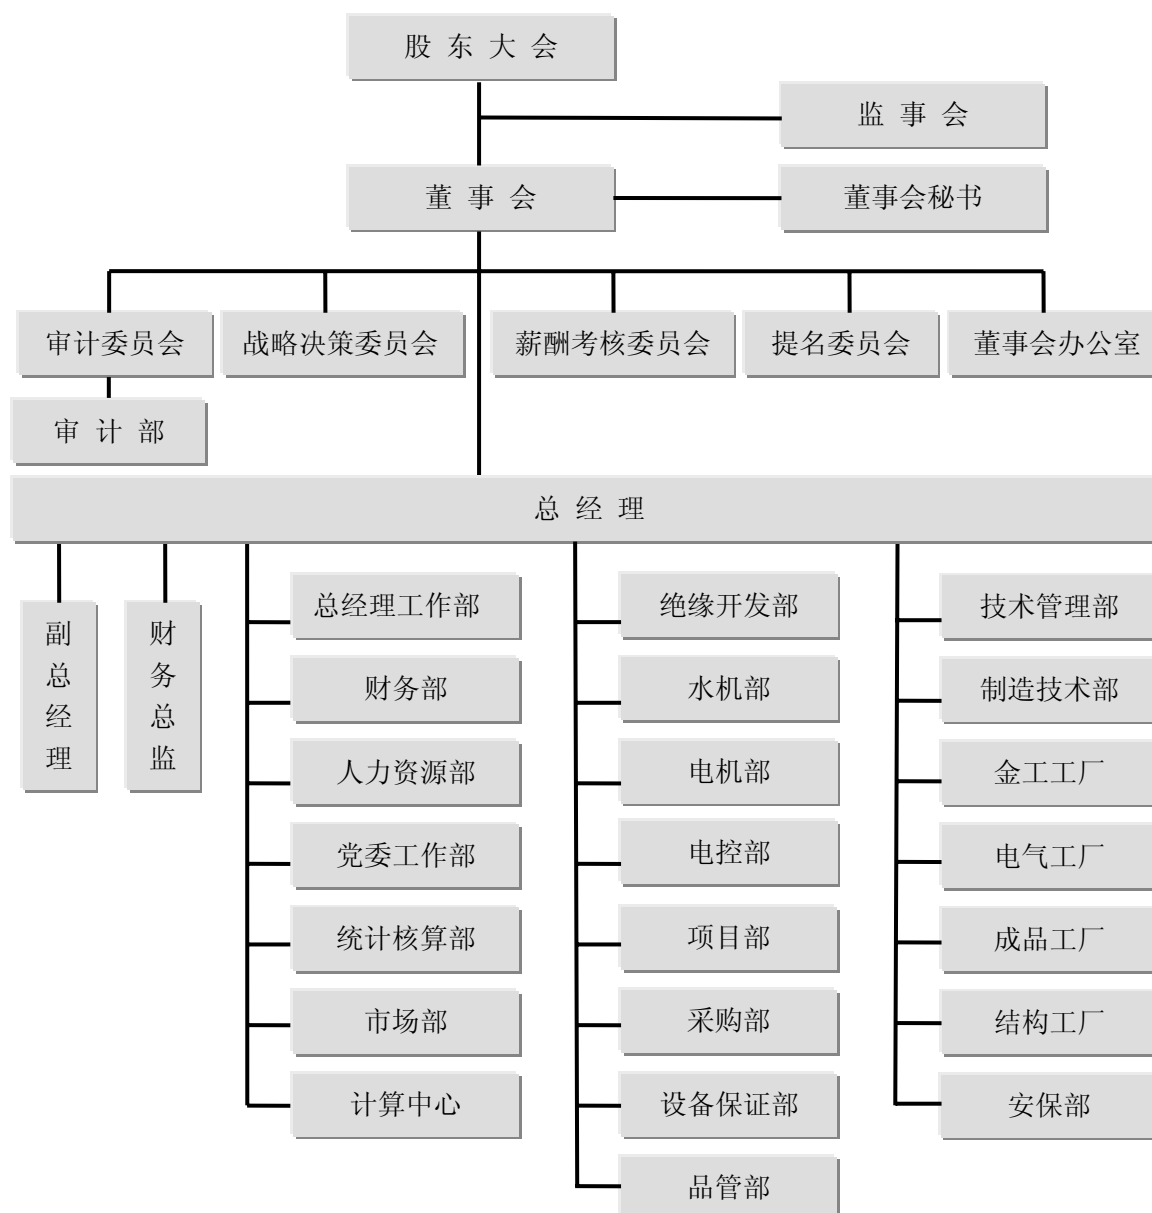 股 东 大 会
监 事 会
董 事 会
董事会秘书
审计委员会
战略决策委员会
薪酬考核委员会
提名委员会
董事会办公室
审 计 部
总 经 理
副总经理
财务总监
总经理工作部
财务部
人力资源部
党委工作部
统计核算部
市场部
计算中心
绝缘开发部
水机部
电机部
电控部
项目部
采购部
设备保证部
品管部
技术管理部
制造技术部
金工工厂
电气工厂
成品工厂
结构工厂
安保部